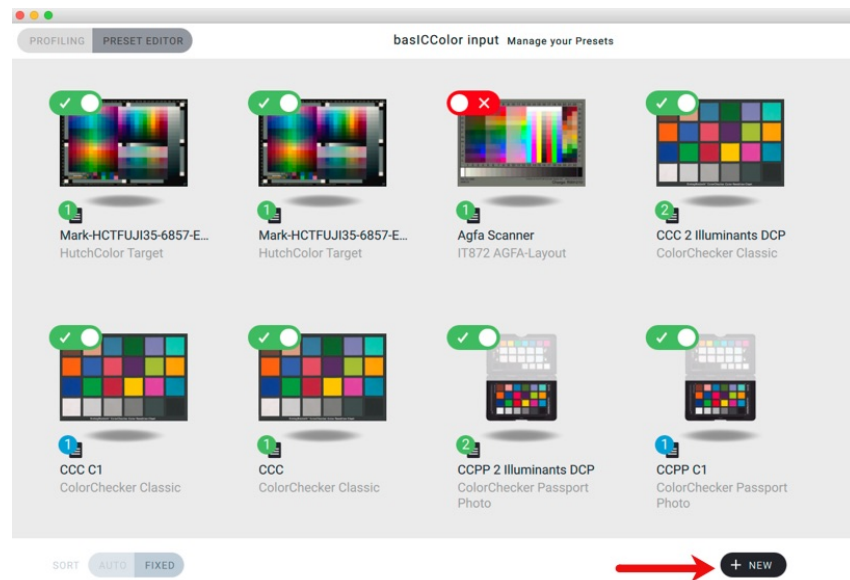 PROFILING PRESET EDITOR basICColor input Manage your Presets
1 1 1 2
Mark-HCTFUJI35-6857-E... Mark-HCTFUJI35-6857-E... Agfa Scanner CCC 2 Illuminants DCP
HutchColor Target HutchColor Target IT872 AGFA-Layout ColorChecker Classic
1 1 2 1
CCC C1 CCC CCPP 2 Illuminants DCP CCPP C1
ColorChecker Classic ColorChecker Classic ColorChecker Passport ColorChecker Passport
Photo Photo
SORT AUTO FIXED + NEW